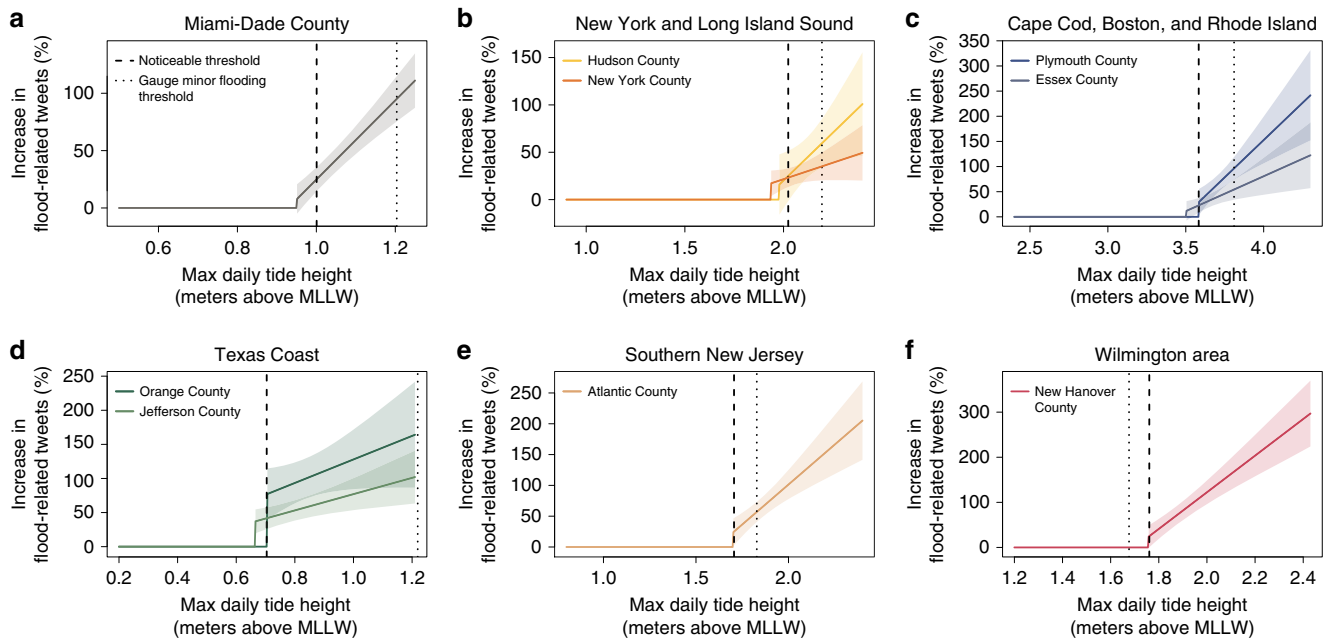 a
Miami-Dade County
Increase in
flood-related tweets (%)
100
50
0
Noticeable threshold
Gauge minor flooding
threshold
0.6 0.8 1.0 1.2
Max daily tide height
(meters above MLLW)
b
New York and Long Island Sound
Increase in
flood-related tweets (%)
150
100
50
0
Hudson County
New York County
1.0 1.5 2.0
Max daily tide height
(meters above MLLW)
c
Cape Cod, Boston, and Rhode Island
Increase in
flood-related tweets (%)
350
300
250
200
150
100
50
0
Plymouth County
Essex County
2.5 3.0 3.5 4.0
Max daily tide height
(meters above MLLW)
d
Texas Coast
Increase in
flood-related tweets (%)
250
200
150
100
50
0
Orange County
Jefferson County
0.2 0.4 0.6 0.8 1.0 1.2
Max daily tide height
(meters above MLLW)
e
Southern New Jersey
Increase in
flood-related tweets (%)
250
200
150
100
50
0
Atlantic County
1.0 1.5 2.0
Max daily tide height
(meters above MLLW)
f
Wilmington area
Increase in
flood-related tweets (%)
300
200
100
0
New Hanover
County
1.2 1.4 1.6 1.8 2.0 2.2 2.4
Max daily tide height
(meters above MLLW)